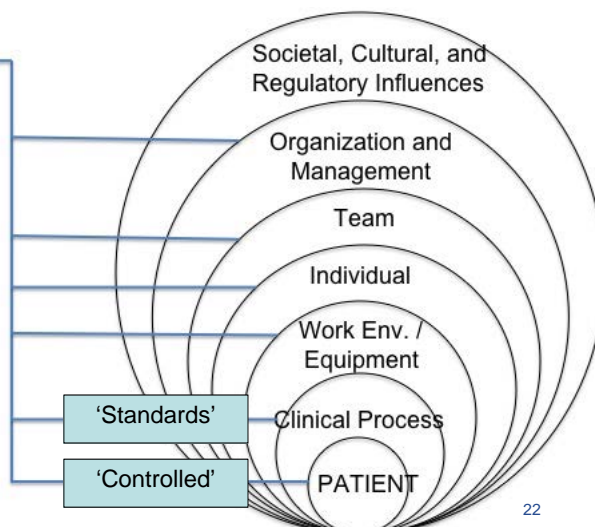 Societal, Cultural, and
Regulatory Influences
Organization and
Management
Team
Individual
Work Env. /
Equipment
‘Standards’
Clinical Process
‘Controlled’
PATIENT
22